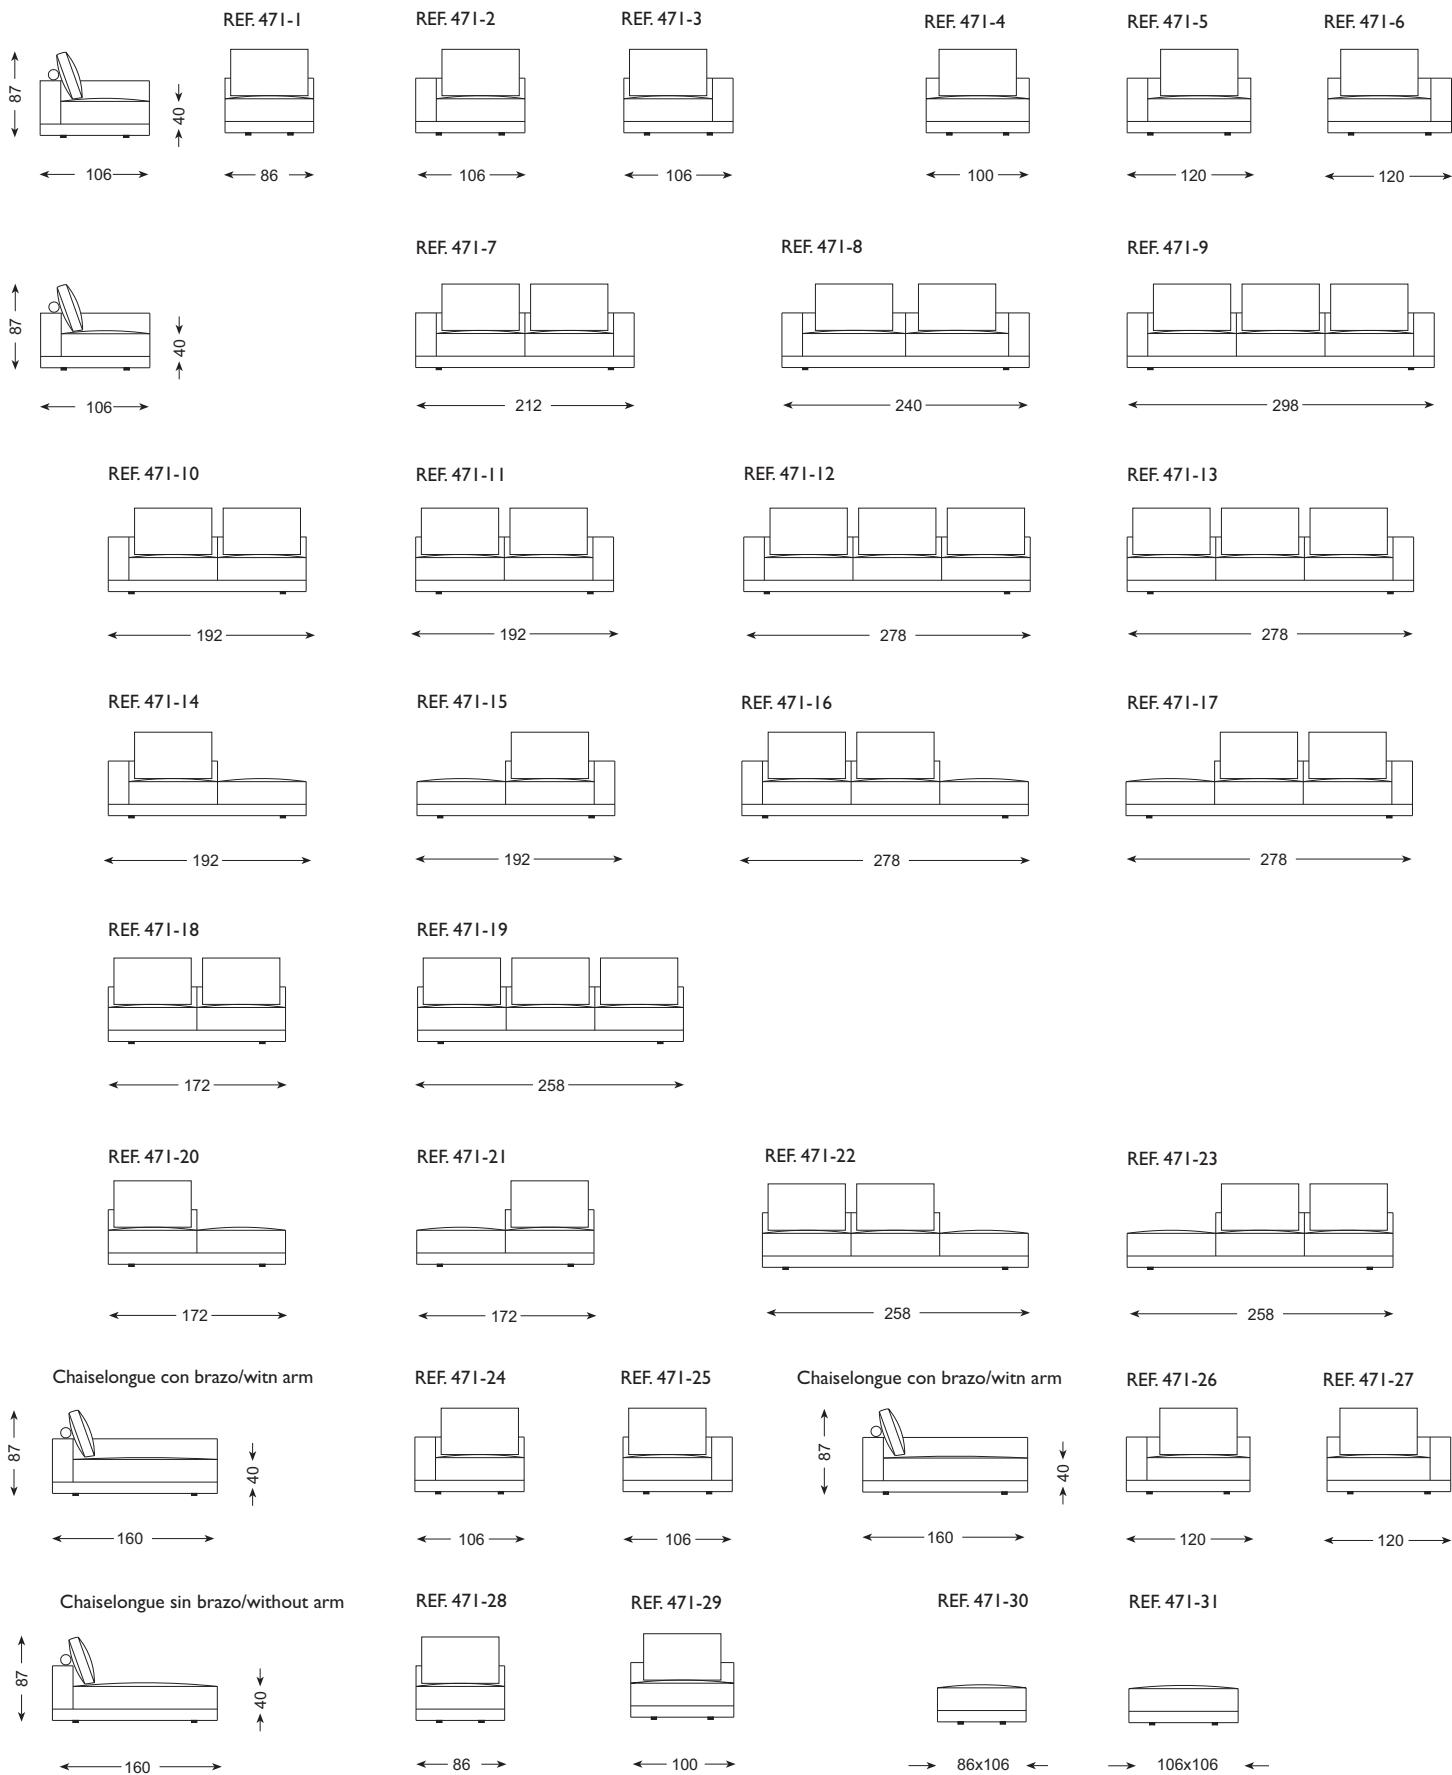 REF. 471-1
REF. 471-2
REF. 471-3
REF. 471-4
REF. 471-5
REF. 471-6
87
40
106
86
106
106
100
120
120
REF. 471-7
REF. 471-8
REF. 471-9
87
40
106
212
240
298
REF. 471-10
REF. 471-11
REF. 471-12
REF. 471-13
192
192
278
278
REF. 471-14
REF. 471-15
REF. 471-16
REF. 471-17
192
192
278
278
REF. 471-18
REF. 471-19
172
258
REF. 471-20
REF. 471-21
REF. 471-22
REF. 471-23
172
172
258
258
Chaiselongue con brazo/witn arm
REF. 471-24
REF. 471-25
Chaiselongue con brazo/witn arm
REF. 471-26
REF. 471-27
87
40
87
40
160
106
106
160
120
120
Chaiselongue sin brazo/without arm
REF. 471-28
REF. 471-29
REF. 471-30
REF. 471-31
87
40
160
86
100
86x106
106x106